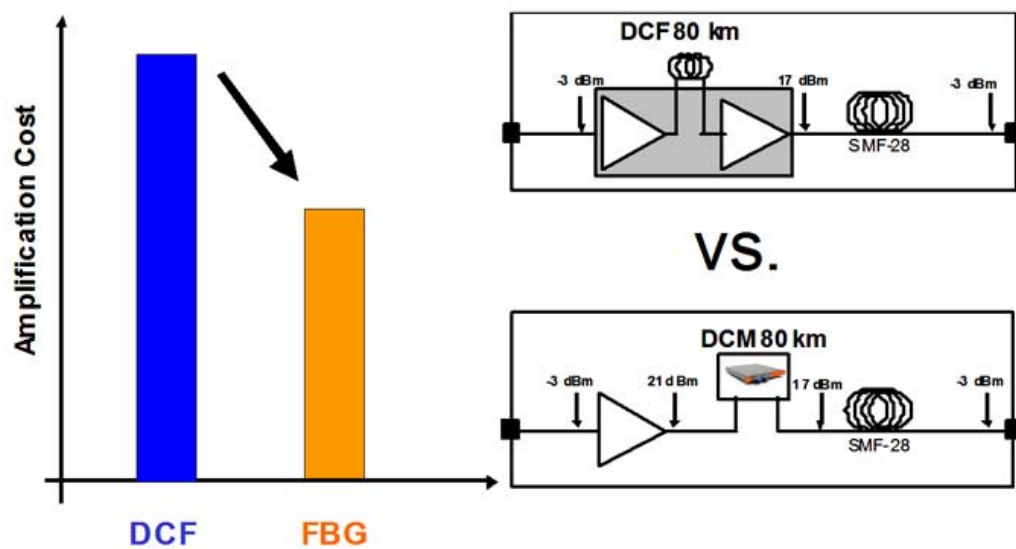 Amplification Cost
DCF
FBG
DCF 80 km
-3 dBm
17 dBm
-3 dBm
SMF-28
VS.
DCM 80 km
-3 dBm
21 dBm
17 dBm
-3 dBm
SMF-28